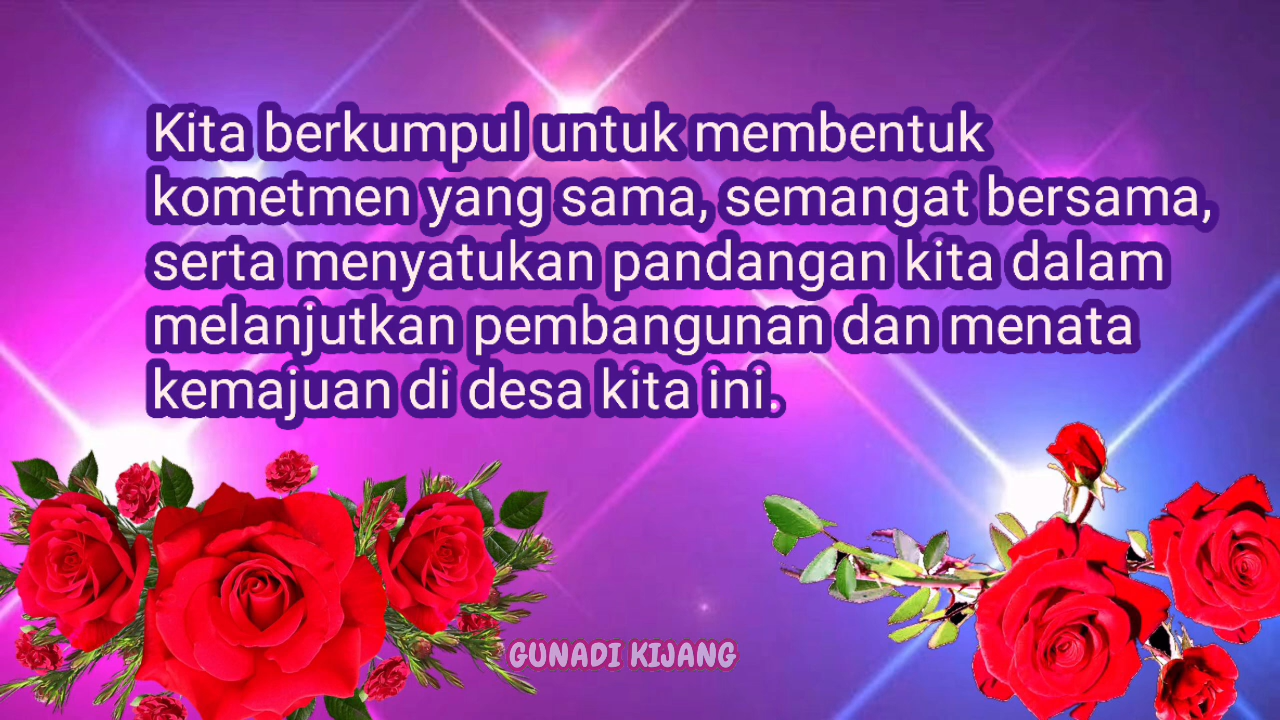 Kita berkumpul untuk membentuk
kometmen yang sama, semangat bersama,
serta menyatukan pandangan kita dalam
melanjutkan pembangunan dan menata
kemajuan di desa kita ini.
GUNADI KIJANG